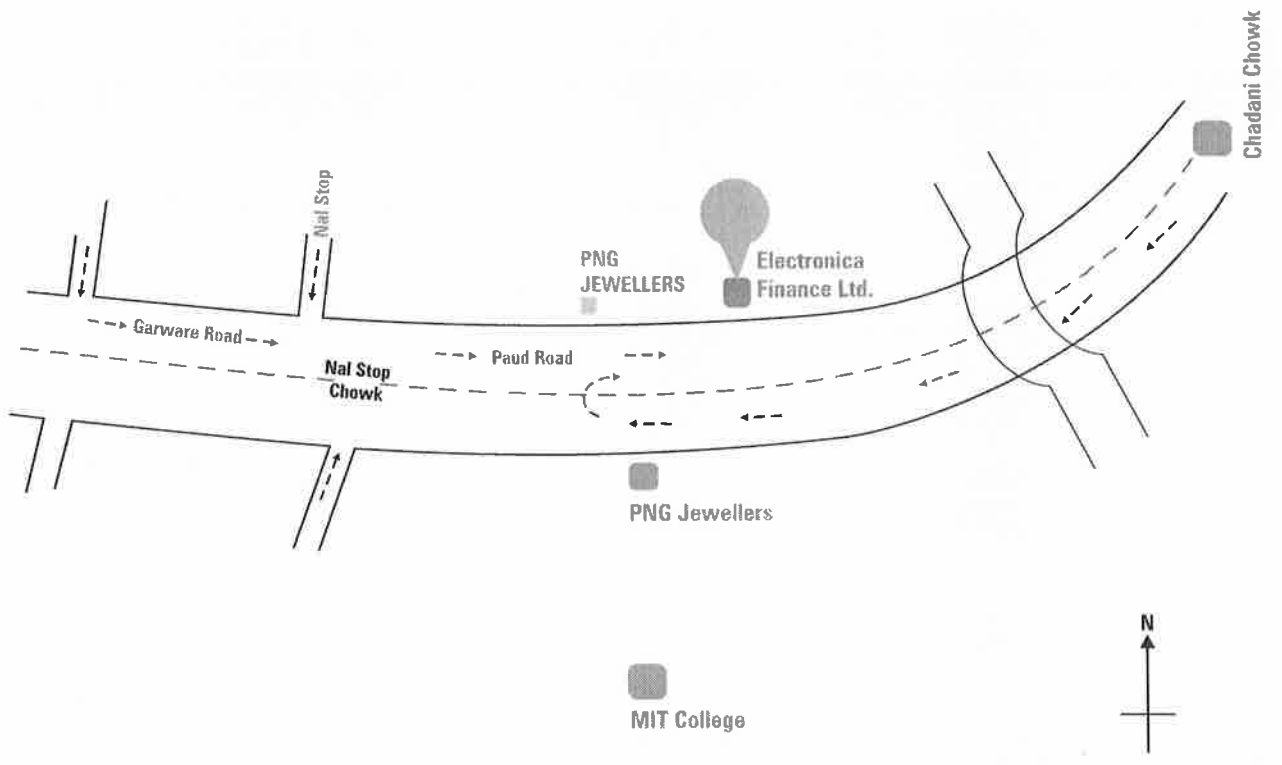 Chadani Chowk
Nal Stop
PNG
JEWELLERS
Electronica
Finance Ltd.
Garware Road
Paud Road
Nal Stop
Chowk
PNG Jewellers
N
MIT College